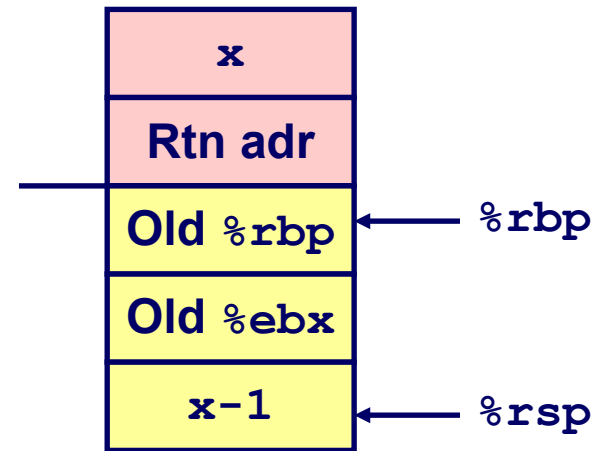 x
Rtn adr
Old %rbp
%rbp
Old %ebx
x-1
%rsp